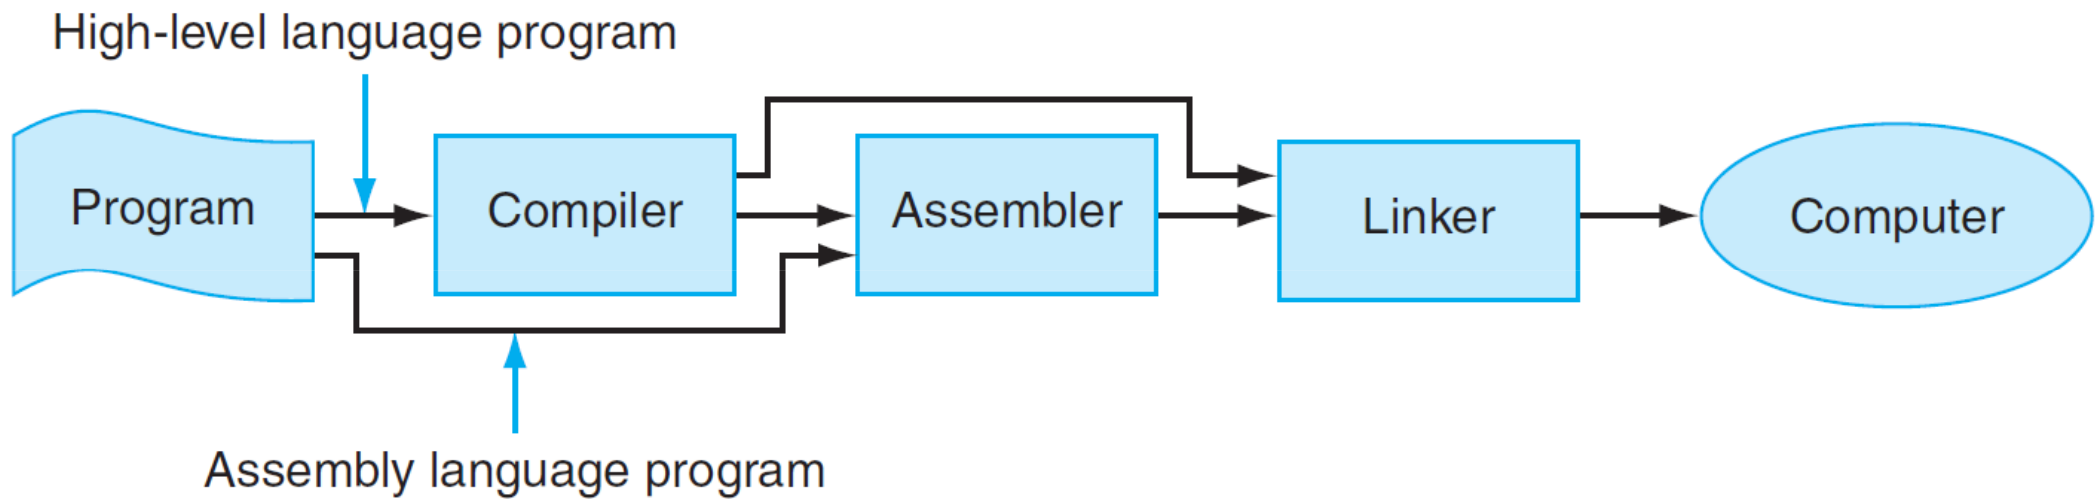 High-level language program
Program
Compiler
Assembler
Linker
Computer
Assembly language program